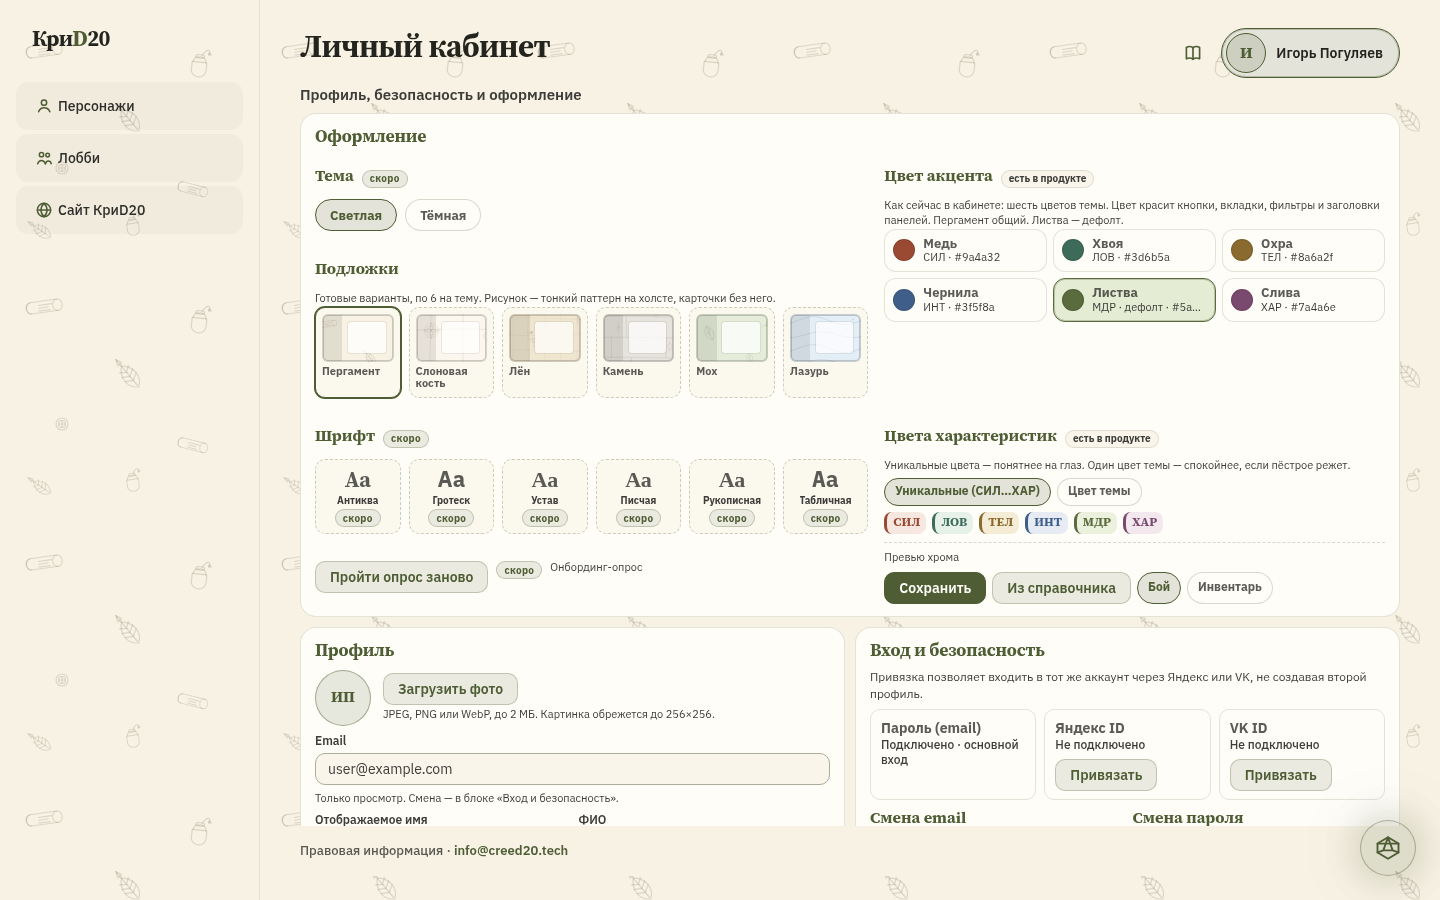 КриD20
Персонажи
Лобби
Сайт КриD20
Личный кабинет
И
Игорь Погуляев
Профиль, безопасность и оформление
Оформление
Тема
скоро
Светлая
Тёмная
Подложки
Готовые варианты, по 6 на тему. Рисунок — тонкий паттерн на холсте, карточки без него.
Пергамент
Слоновая
кость
Лён
Камень
Мох
Лазурь
Цвет акцента
есть в продукте
Как сейчас в кабинете: шесть цветов темы. Цвет красит кнопки, вкладки, фильтры и заголовки
панелей. Пергамент общий. Листва — дефолт.
Медь
СИЛ · #9a4a32
Хвоя
ЛОВ · #3d6b5a
Охра
ТЕЛ · #8a6a2f
Чернила
ИНТ · #3f5f8a
Листва
МДР · дефолт · #5a...
Слива
ХАР · #7a4a6e
Шрифт
скоро
Aa
Антиква
скоро
Aa
Гротеск
скоро
Aa
Устав
скоро
Aa
Писчая
скоро
Aa
Рукописная
скоро
Aa
Табличная
скоро
Пройти опрос заново
скоро
Онбординг-опрос
Цвета характеристик
есть в продукте
Уникальные цвета — понятнее на глаз. Один цвет темы — спокойнее, если пёстрое режет.
Уникальные (СИЛ...ХАР)
Цвет темы
СИЛ
ЛОВ
ТЕЛ
ИНТ
МДР
ХАР
Превью хрома
Сохранить
Из справочника
Бой
Инвентарь
Профиль
ИП
Загрузить фото
JPEG, PNG или WebP, до 2 МБ. Картинка обрежется до 256×256.
Email
user@example.com
Только просмотр. Смена — в блоке «Вход и безопасность».
Отображаемое имя
ФИО
Вход и безопасность
Привязка позволяет входить в тот же аккаунт через Яндекс или VK, не создавая второй
профиль.
Пароль (email)
Подключено · основной
вход
Яндекс ID
Не подключено
Привязать
VK ID
Не подключено
Привязать
Смена email
Смена пароля
Правовая информация · info@creed20.tech